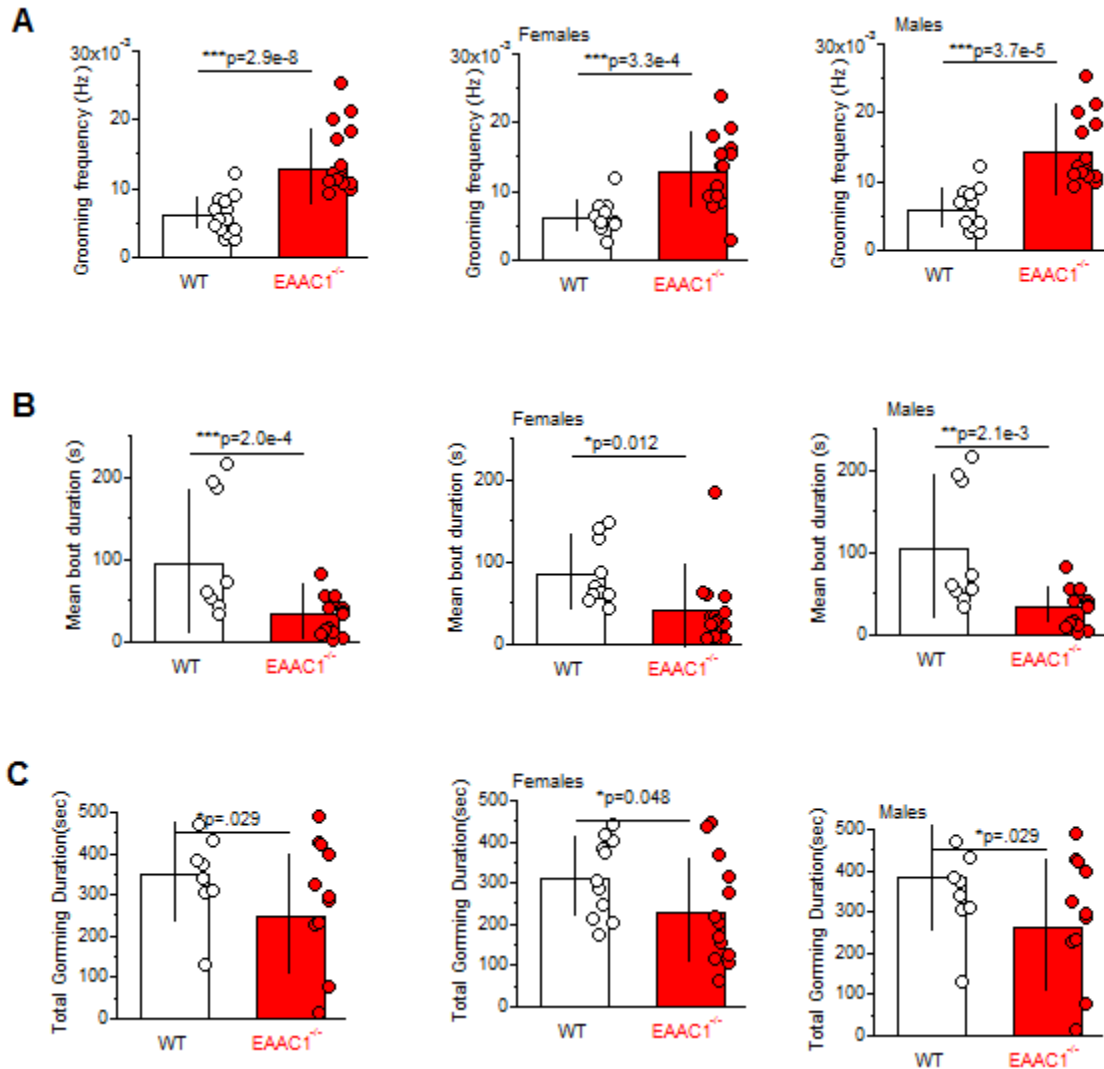 A
Grooming frequency (Hz)
30x10⁻³
20
10
0
***p=2.9e-8
WT
EAAC1⁻/⁻
Females
Grooming frequency (Hz)
30x10⁻³
20
10
0
***p=3.3e-4
WT
EAAC1⁻/⁻
Males
Grooming frequency (Hz)
30x10⁻³
20
10
0
***p=3.7e-5
WT
EAAC1⁻/⁻
B
Mean bout duration (s)
200
100
0
***p=2.0e-4
WT
EAAC1⁻/⁻
Females
Mean bout duration (s)
200
100
0
*p=0.012
WT
EAAC1⁻/⁻
Males
Mean bout duration (s)
200
100
0
**p=2.1e-3
WT
EAAC1⁻/⁻
C
Total Gorrming Duration(sec)
500
400
300
200
100
0
*p=.029
WT
EAAC1⁻/⁻
Females
Total Gorrming Duration(sec)
500
400
300
200
100
0
*p=0.048
WT
EAAC1⁻/⁻
Males
Total Gorrming Duration(sec)
500
400
300
200
100
0
*p=.029
WT
EAAC1⁻/⁻